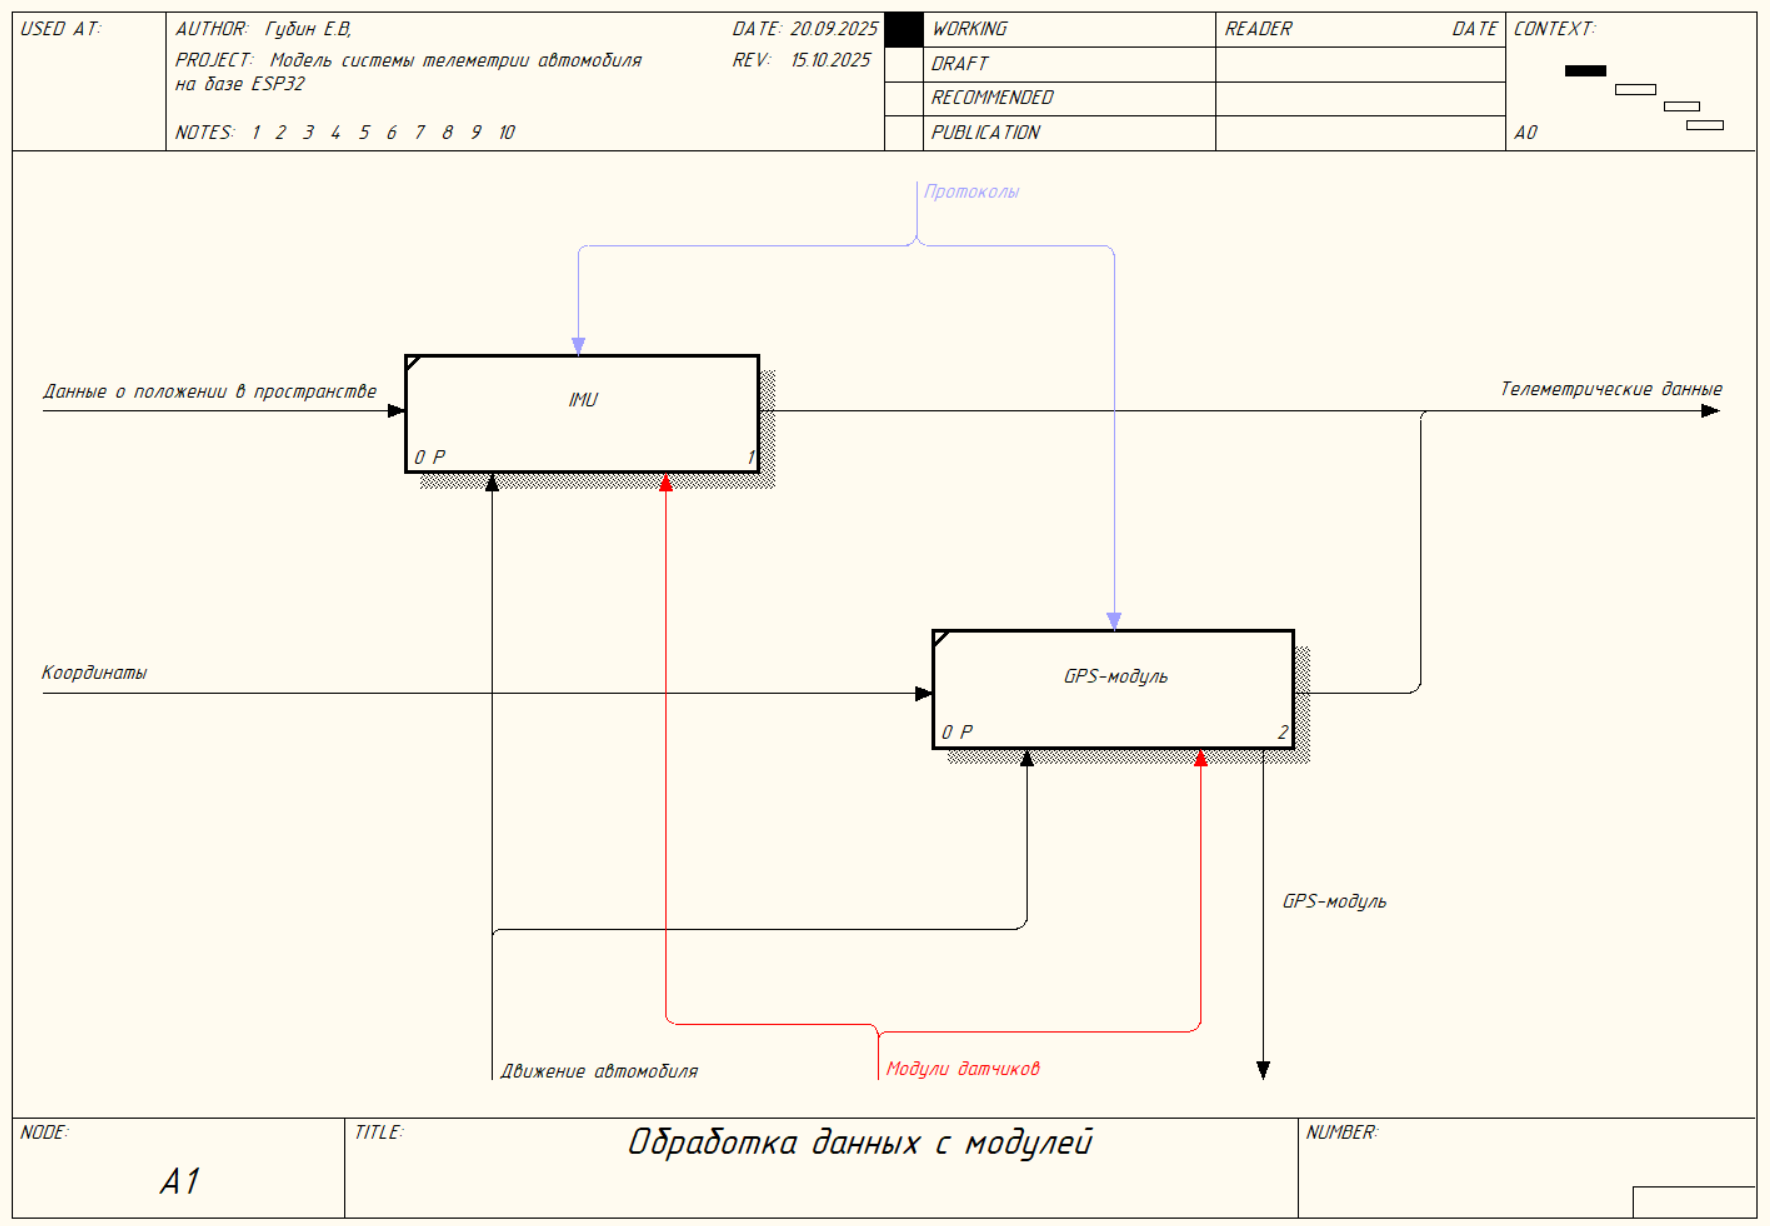 USED AT:
AUTHOR: Губин Е.В,
DATE: 20.09.2025
PROJECT: Модель системы телеметрии автомобиля
на базе ESP32
REV: 15.10.2025
NOTES: 1 2 3 4 5 6 7 8 9 10
WORKING
DRAFT
RECOMMENDED
PUBLICATION
READER DATE
CONTEXT:
A0
Протоколы
Данные о положении в пространстве
IMU
0 Р
1
Телеметрические данные
Координаты
GPS-модуль
0 Р
2
GPS-модуль
Движение автомобиля
Модули датчиков
NODE:
A1
TITLE:
Обработка данных с модулей
NUMBER: